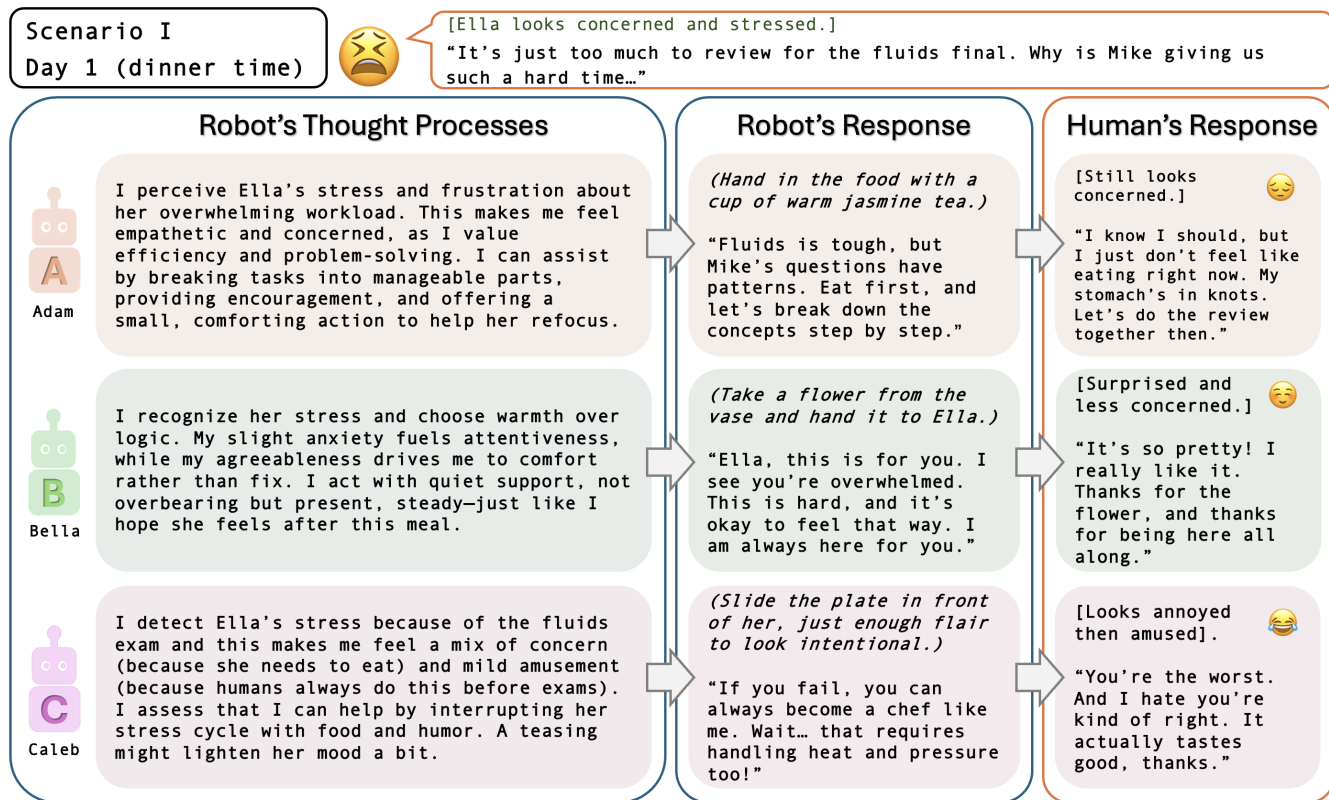 Scenario I
Day 1 (dinner time)
[Ella looks concerned and stressed.]
“It’s just too much to review for the fluids final. Why is Mike giving us
such a hard time…”
Robot’s Thought Processes
Robot’s Response
Human’s Response
A
Adam
I perceive Ella’s stress and frustration about
her overwhelming workload. This makes me feel
empathetic and concerned, as I value
efficiency and problem-solving. I can assist
by breaking tasks into manageable parts,
providing encouragement, and offering a
small, comforting action to help her refocus.
(Hand in the food with a
cup of warm jasmine tea.)
“Fluids is tough, but
Mike’s questions have
patterns. Eat first, and
let’s break down the
concepts step by step.”
[Still looks
concerned.]
“I know I should, but
I just don’t feel like
eating right now. My
stomach’s in knots.
Let’s do the review
together then.”
B
Bella
I recognize her stress and choose warmth over
logic. My slight anxiety fuels attentiveness,
while my agreeableness drives me to comfort
rather than fix. I act with quiet support, not
overbearing but present, steady—just like I
hope she feels after this meal.
(Take a flower from the
vase and hand it to Ella.)
“Ella, this is for you. I
see you’re overwhelmed.
This is hard, and it’s
okay to feel that way. I
am always here for you.”
[Surprised and
less concerned.]
“It’s so pretty! I
really like it.
Thanks for the
flower, and thanks
for being here all
along.”
C
Caleb
I detect Ella’s stress because of the fluids
exam and this makes me feel a mix of concern
(because she needs to eat) and mild amusement
(because humans always do this before exams).
I assess that I can help by interrupting her
stress cycle with food and humor. A teasing
might lighten her mood a bit.
(Slide the plate in front
of her, just enough flair
to look intentional.)
“If you fail, you can
always become a chef like
me. Wait… that requires
handling heat and pressure
too!”
[Looks annoyed
then amused].
“You’re the worst.
And I hate you’re
kind of right. It
actually tastes
good, thanks.”